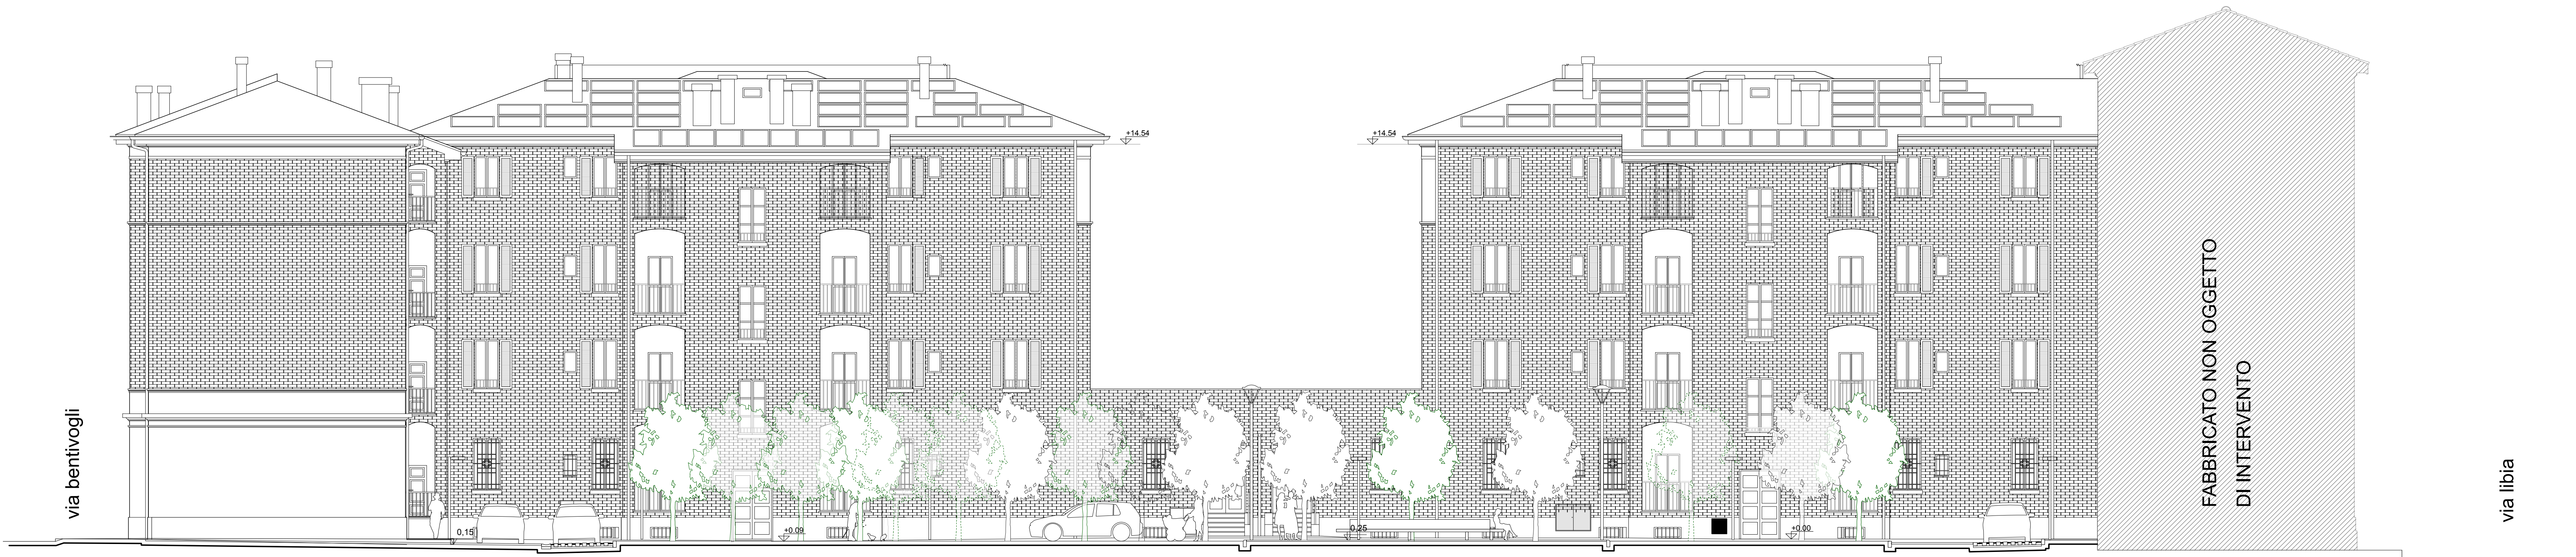 via bentivogli
+14.54
+14.54
FABBRICATO NON OGGETTO
DI INTERVENTO
via libia
0,15
+0.09
0.25
+0.00